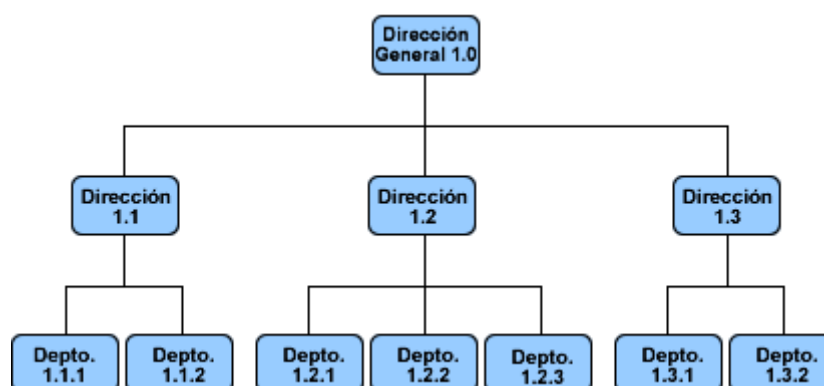 Dirección
General 1.0
Dirección
1.1
Dirección
1.2
Dirección
1.3
Depto.
1.1.1
Depto.
1.1.2
Depto.
1.2.1
Depto.
1.2.2
Depto.
1.2.3
Depto.
1.3.1
Depto.
1.3.2